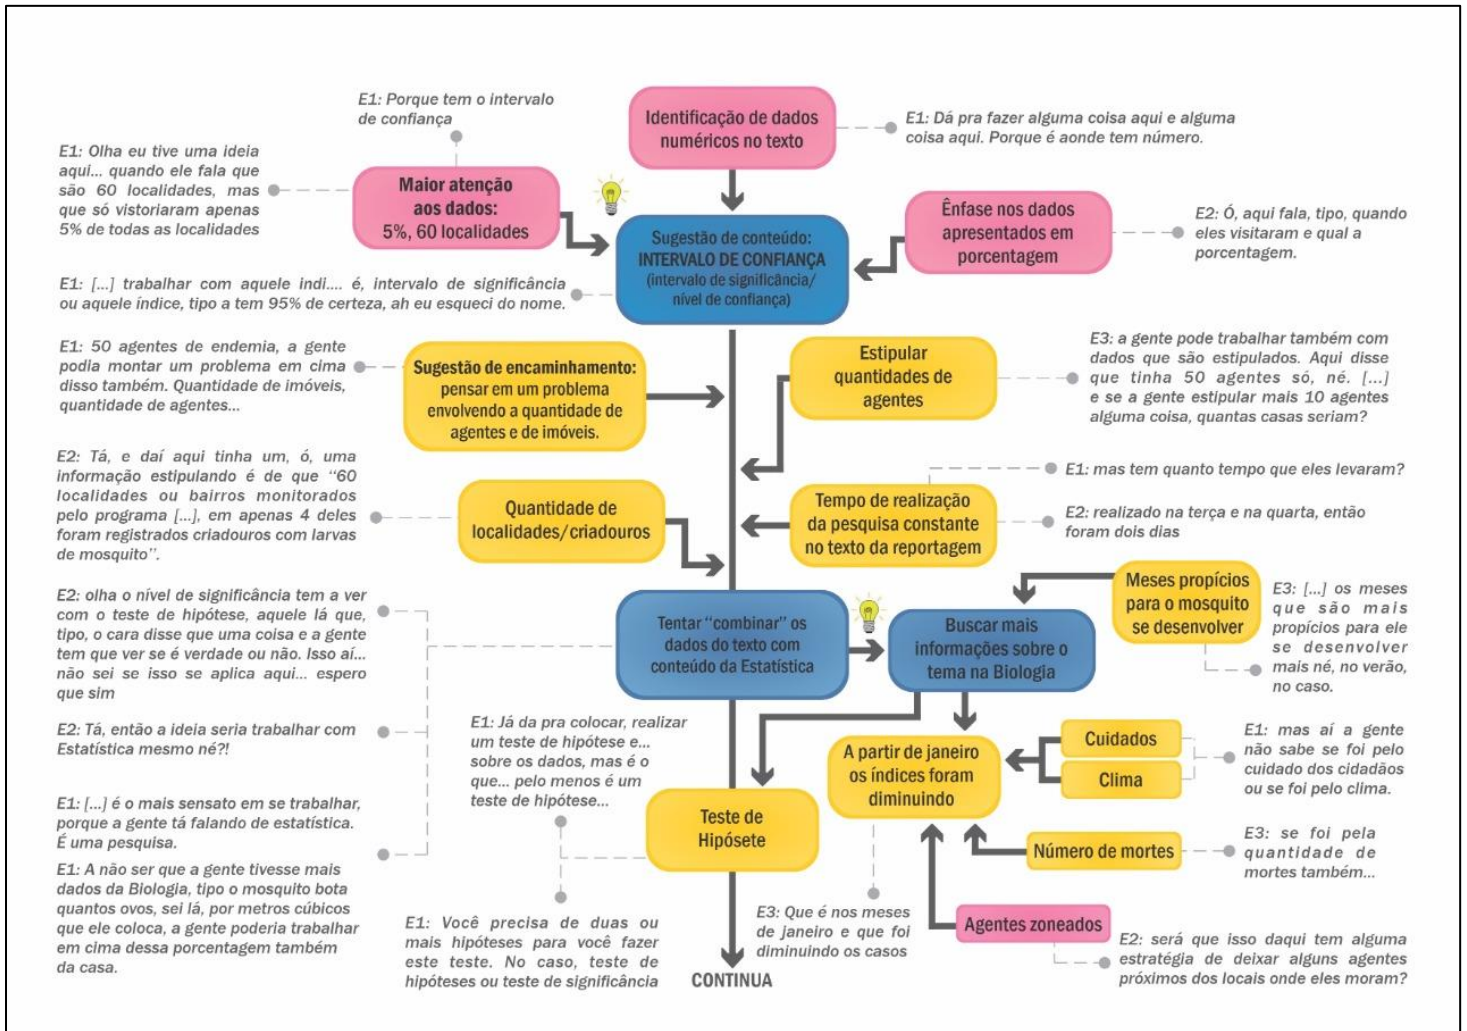 E1: Porque tem o intervalo
de confiança
Identificação de dados
numéricos no texto
E1: Dá pra fazer alguma coisa aqui e alguma
coisa aqui. Porque é aonde tem número.
E1: Olha eu tive uma ideia
aqui... quando ele fala que
são 60 localidades, mas
que só vistoriaram apenas
5% de todas as localidades
Maior atenção
aos dados:
5%, 60 localidades
Sugestão de conteúdo:
INTERVALO DE CONFIANÇA
(intervalo de significância/
nível de confiança)
Ênfase nos dados
apresentados em
porcentagem
E2: Ó, aqui fala, tipo, quando
eles visitaram e qual a
porcentagem.
E1: [...] trabalhar com aquele indi.... é, intervalo de significância
ou aquele índice, tipo a tem 95% de certeza, ah eu esqueci do nome.
E1: 50 agentes de endemia, a gente
podia montar um problema em cima
disso também. Quantidade de imóveis,
quantidade de agentes...
Sugestão de encaminhamento:
pensar em um problema
envolvendo a quantidade de
agentes e de imóveis.
Estipular
quantidades de
agentes
E3: a gente pode trabalhar também com
dados que são estipulados. Aqui disse
que tinha 50 agentes só, né. [...]
e se a gente estipular mais 10 agentes
alguma coisa, quantas casas seriam?
E2: Tá, e daí aqui tinha um, ó, uma
informação estipulando é de que “60
localidades ou bairros monitorados
pelo programa [...], em apenas 4 deles
foram registrados criadouros com larvas
de mosquito”.
Quantidade de
localidades/criadouros
Tempo de realização
da pesquisa constante
no texto da reportagem
E1: mas tem quanto tempo que eles levaram?
E2: realizado na terça e na quarta, então
foram dois dias
E2: olha o nível de significância tem a ver
com o teste de hipótese, aquele lá que,
tipo, o cara disse que uma coisa e a gente
tem que ver se é verdade ou não. Isso aí...
não sei se isso se aplica aqui... espero
que sim
Tentar “combinar” os
dados do texto com
conteúdo da Estatística
Buscar mais
informações sobre o
tema na Biologia
Meses propícios
para o mosquito
se desenvolver
E3: [...] os meses
que são mais
propícios para ele
se desenvolver
mais né, no verão,
no caso.
E2: Tá, então a ideia seria trabalhar com
Estatística mesmo né?!
E1: Já da pra colocar, realizar
um teste de hipótese e...
sobre os dados, mas é o
que... pelo menos é um
teste de hipótese...
A partir de janeiro
os índices foram
diminuindo
Cuidados
Clima
E1: mas aí a gente
não sabe se foi pelo
cuidado dos cidadãos
ou se foi pelo clima.
E1: [...] é o mais sensato em se trabalhar,
porque a gente tá falando de estatística.
É uma pesquisa.
Teste de
Hipósete
Número de mortes
E3: se foi pela
quantidade de
mortes também...
E1: A não ser que a gente tivesse mais
dados da Biologia, tipo o mosquito bota
quantos ovos, sei lá, por metros cúbicos
que ele coloca, a gente poderia trabalhar
em cima dessa porcentagem também
da casa.
E1: Você precisa de duas ou
mais hipóteses para você fazer
este teste. No caso, teste de
hipóteses ou teste de significância
CONTINUA
E3: Que é nos meses
de janeiro e que foi
diminuindo os casos
Agentes zoneados
E2: será que isso daqui tem alguma
estratégia de deixar alguns agentes
próximos dos locais onde eles moram?